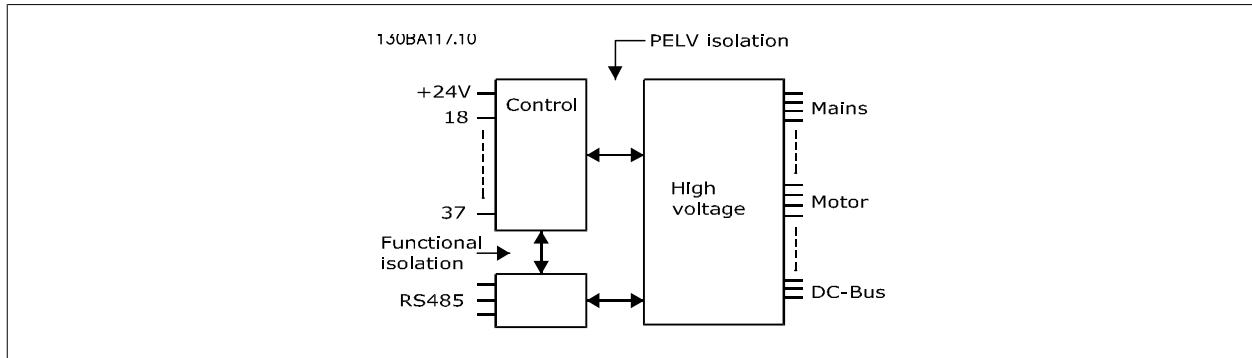 130BA117.10
PELV isolation
+24V
Control
18
37
Mains
High
voltage
Motor
Functional
isolation
RS485
DC-Bus